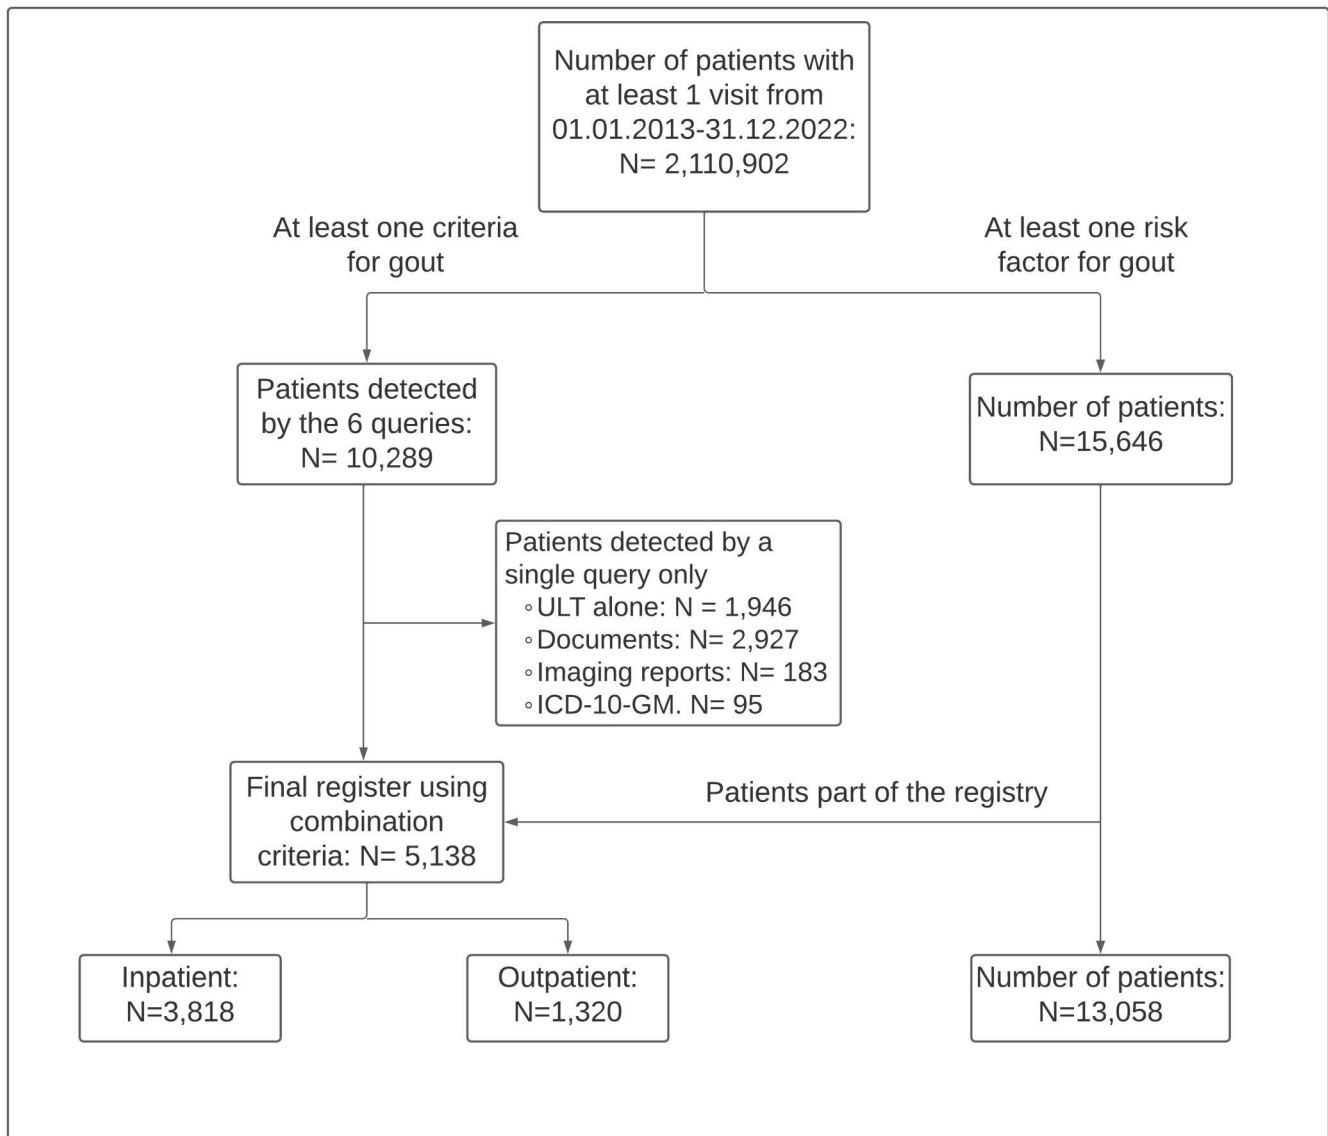 Number of patients with
at least 1 visit from
01.01.2013-31.12.2022:
N= 2,110,902
At least one criteria
for gout
At least one risk
factor for gout
Patients detected
by the 6 queries:
N= 10,289
Number of patients:
N=15,646
Patients detected by a
single query only
◦ULT alone: N = 1,946
◦Documents: N= 2,927
◦Imaging reports: N= 183
◦ICD-10-GM. N= 95
Final register using
combination
criteria: N= 5,138
Patients part of the registry
Inpatient:
N=3,818
Outpatient:
N=1,320
Number of patients:
N=13,058